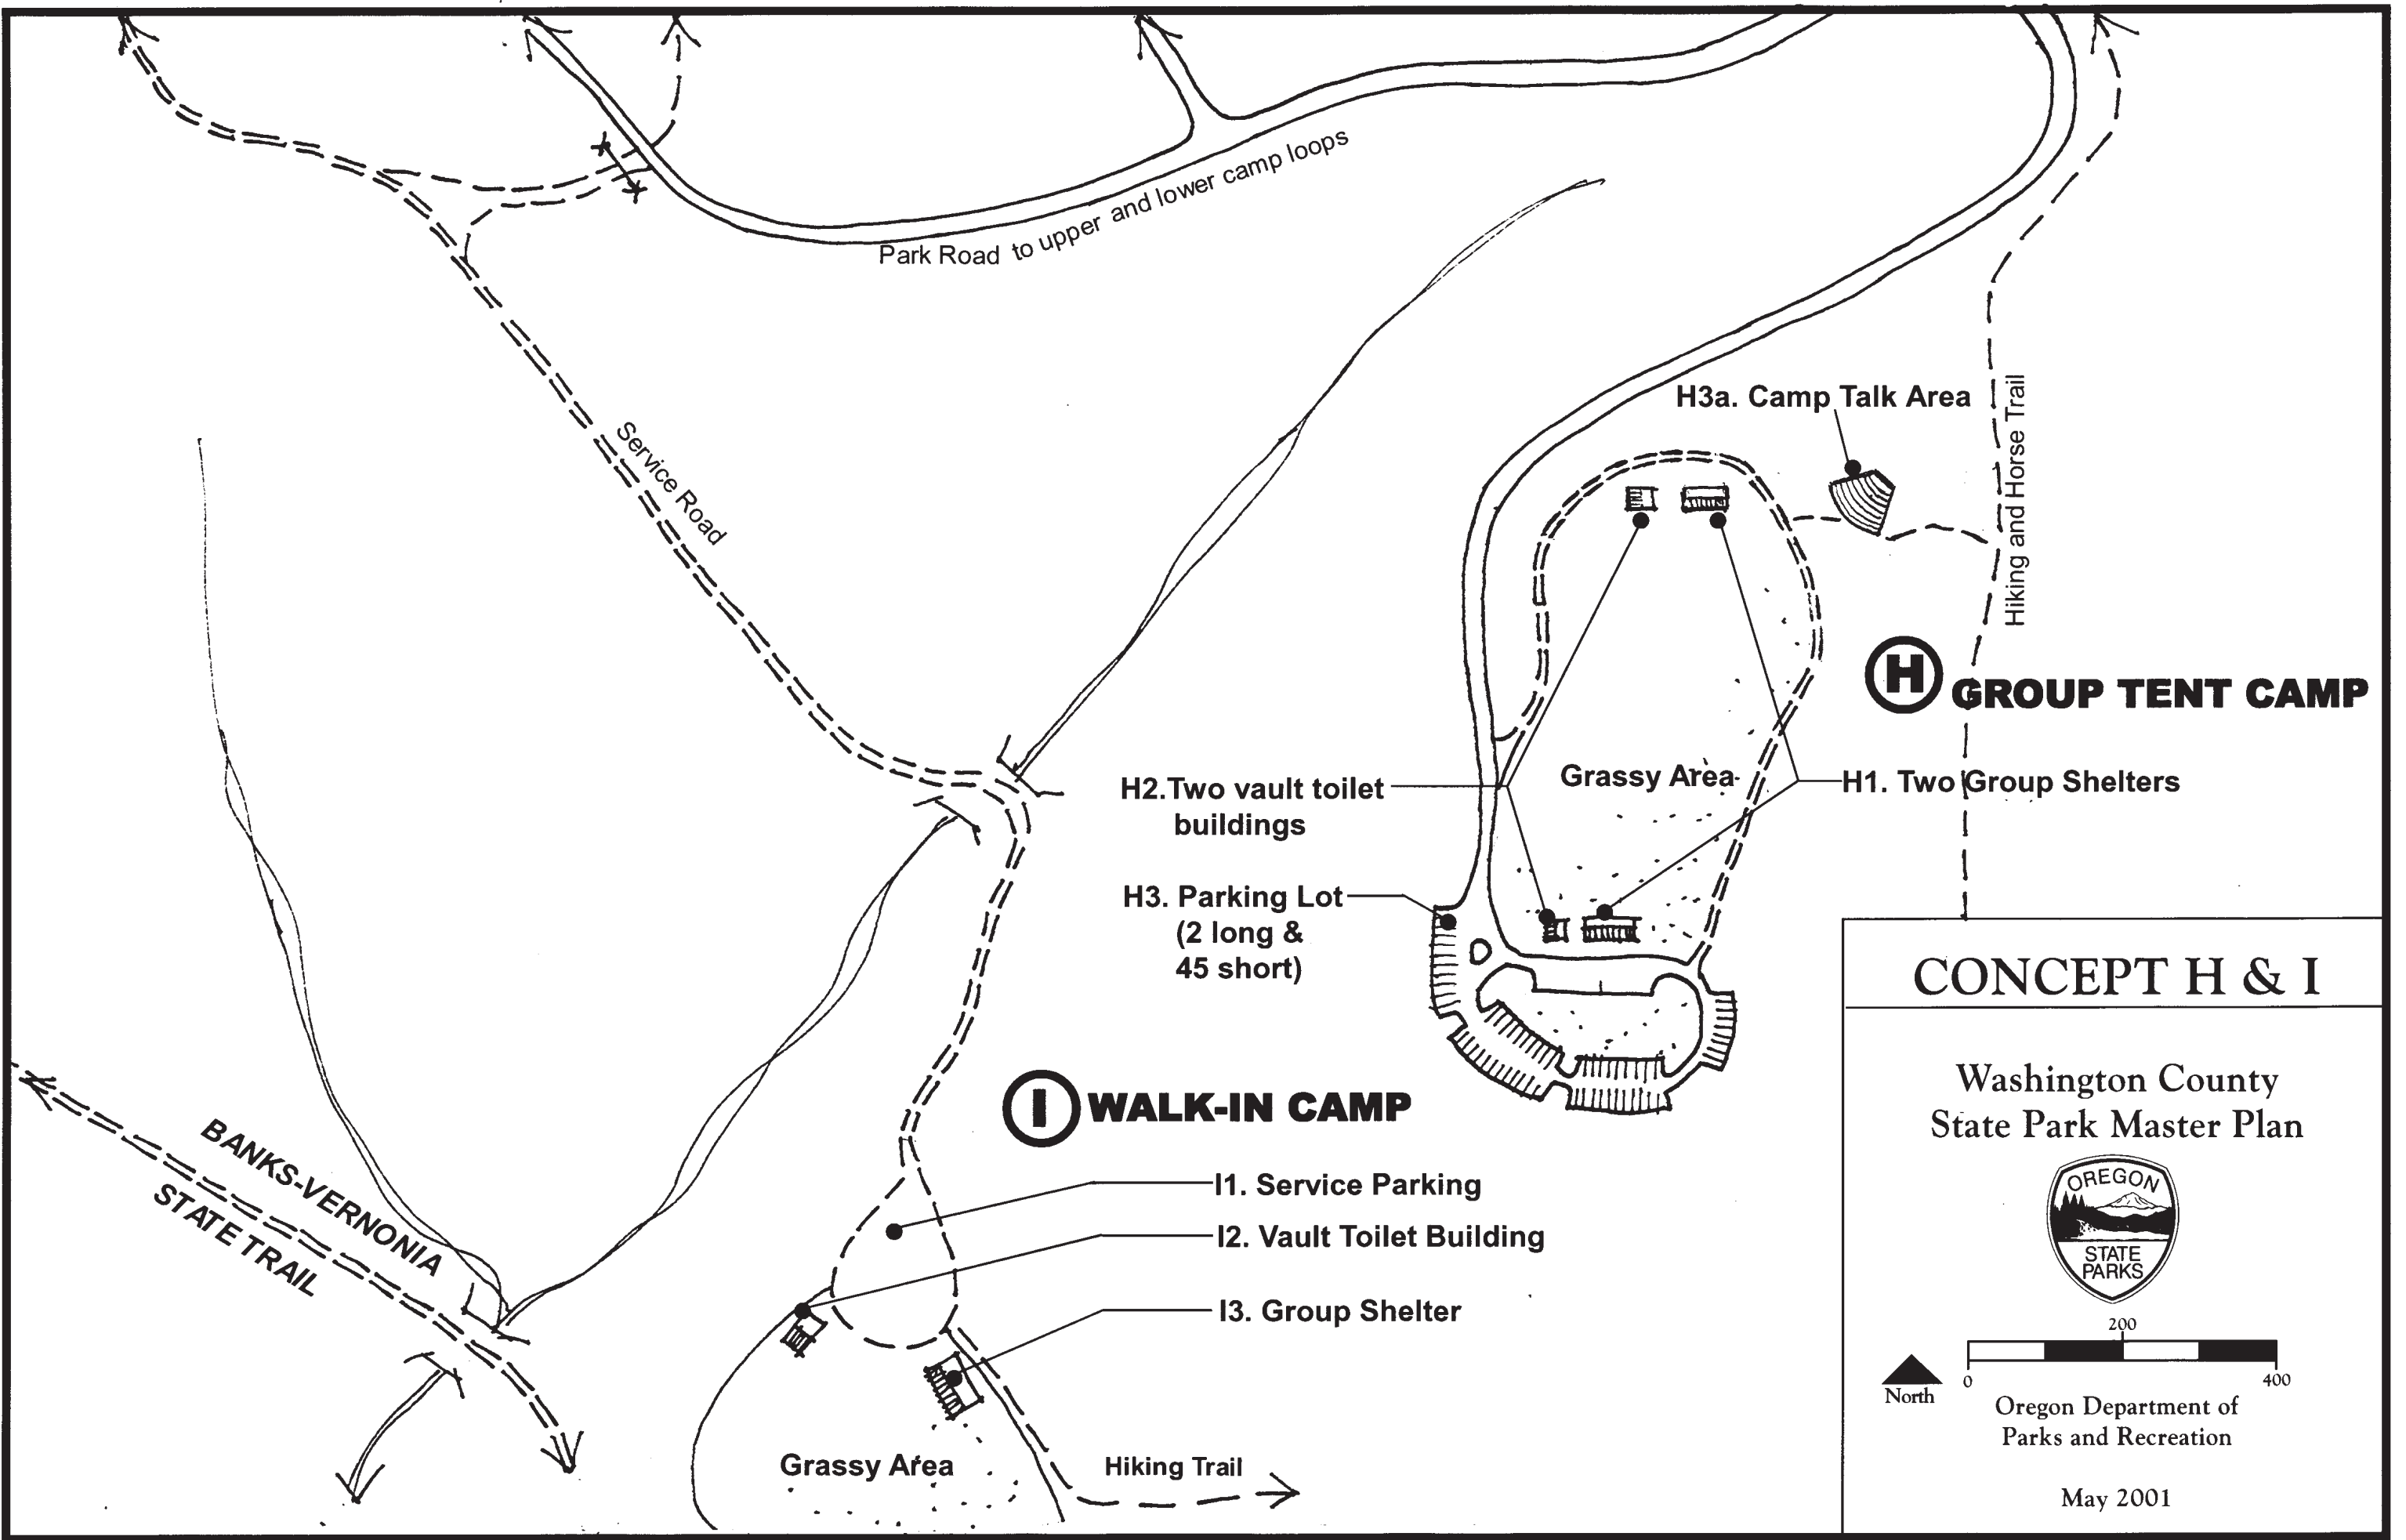 Park Road to upper and lower camp loops
Service Road
H3a. Camp Talk Area
Hiking and Horse Trail
H GROUP TENT CAMP
Grassy Area
H1. Two Group Shelters
H2.Two vault toilet
buildings
H3. Parking Lot
(2 long &
45 short)
I WALK-IN CAMP
I1. Service Parking
I2. Vault Toilet Building
I3. Group Shelter
BANKS-VERNONIA
STATE TRAIL
Grassy Area
Hiking Trail
CONCEPT H & I
Washington County
State Park Master Plan
OREGON
STATE
PARKS
200
0
400
North
Oregon Department of
Parks and Recreation
May 2001